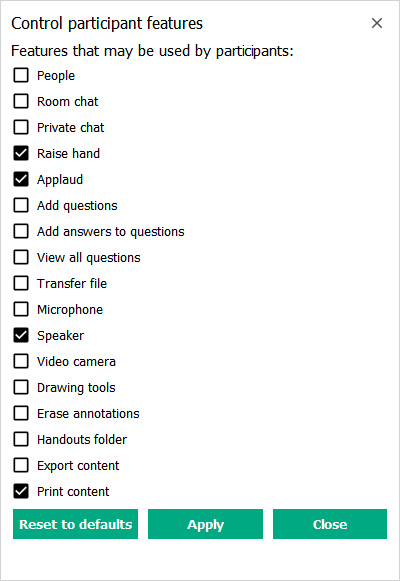 Control participant features
Features that may be used by participants:
People
Room chat
Private chat
Raise hand
Applaud
Add questions
Add answers to questions
View all questions
Transfer file
Microphone
Speaker
Video camera
Drawing tools
Erase annotations
Handouts folder
Export content
Print content
Reset to defaults Apply Close